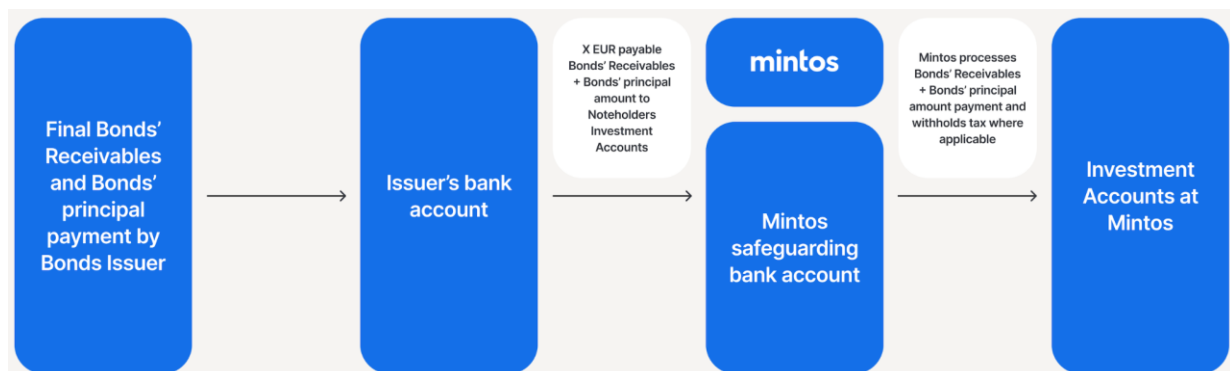 Final Bonds'
Receivables
and Bonds'
principal
payment by
Bonds Issuer
Issuer's bank
account
X EUR payable
Bonds' Receivables
+ Bonds' principal
amount to
Noteholders
Investment
Accounts
mintos
Mintos
safeguarding
bank account
Mintos processes
Bonds' Receivables
+ Bonds' principal
amount payment and
withholds tax where
applicable
Investment
Accounts at
Mintos